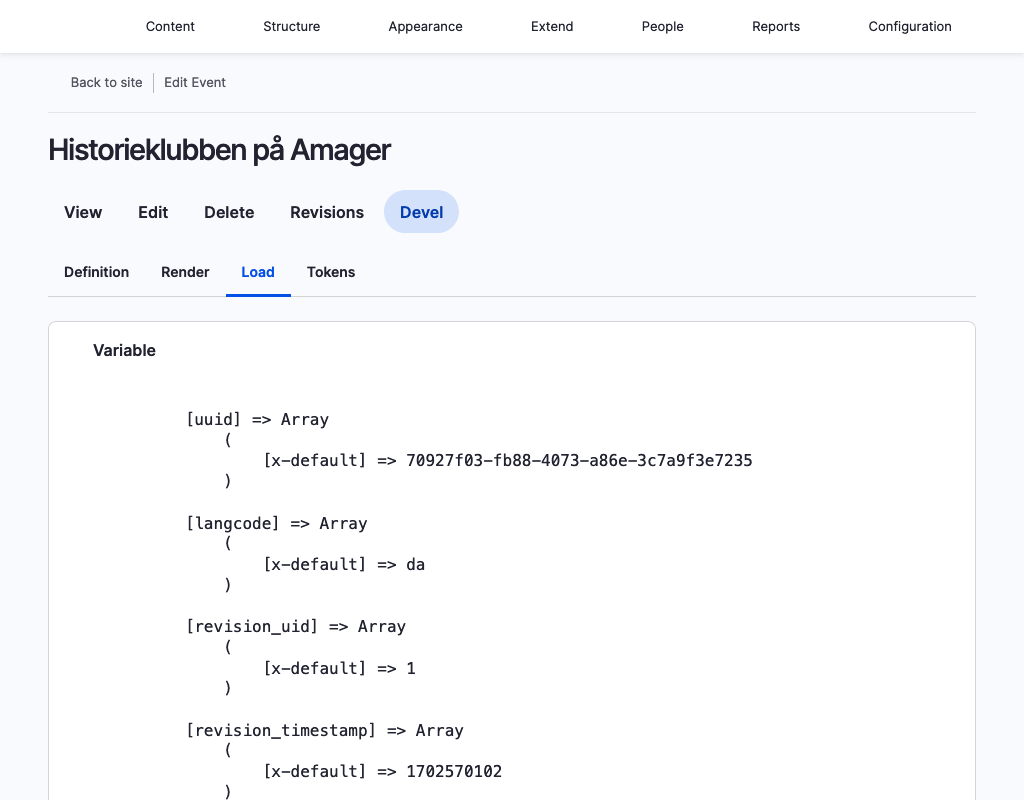 Content Structure Appearance Extend People Reports Configuration
Back to site Edit Event
Historieklubben på Amager
View Edit Delete Revisions Devel
Definition Render Load Tokens
Variable
[uuid] => Array
(
[x-default] => 70927f03-fb88-4073-a86e-3c7a9f3e7235
)
[langcode] => Array
(
[x-default] => da
)
[revision_uid] => Array
(
[x-default] => 1
)
[revision_timestamp] => Array
(
[x-default] => 1702570102
)